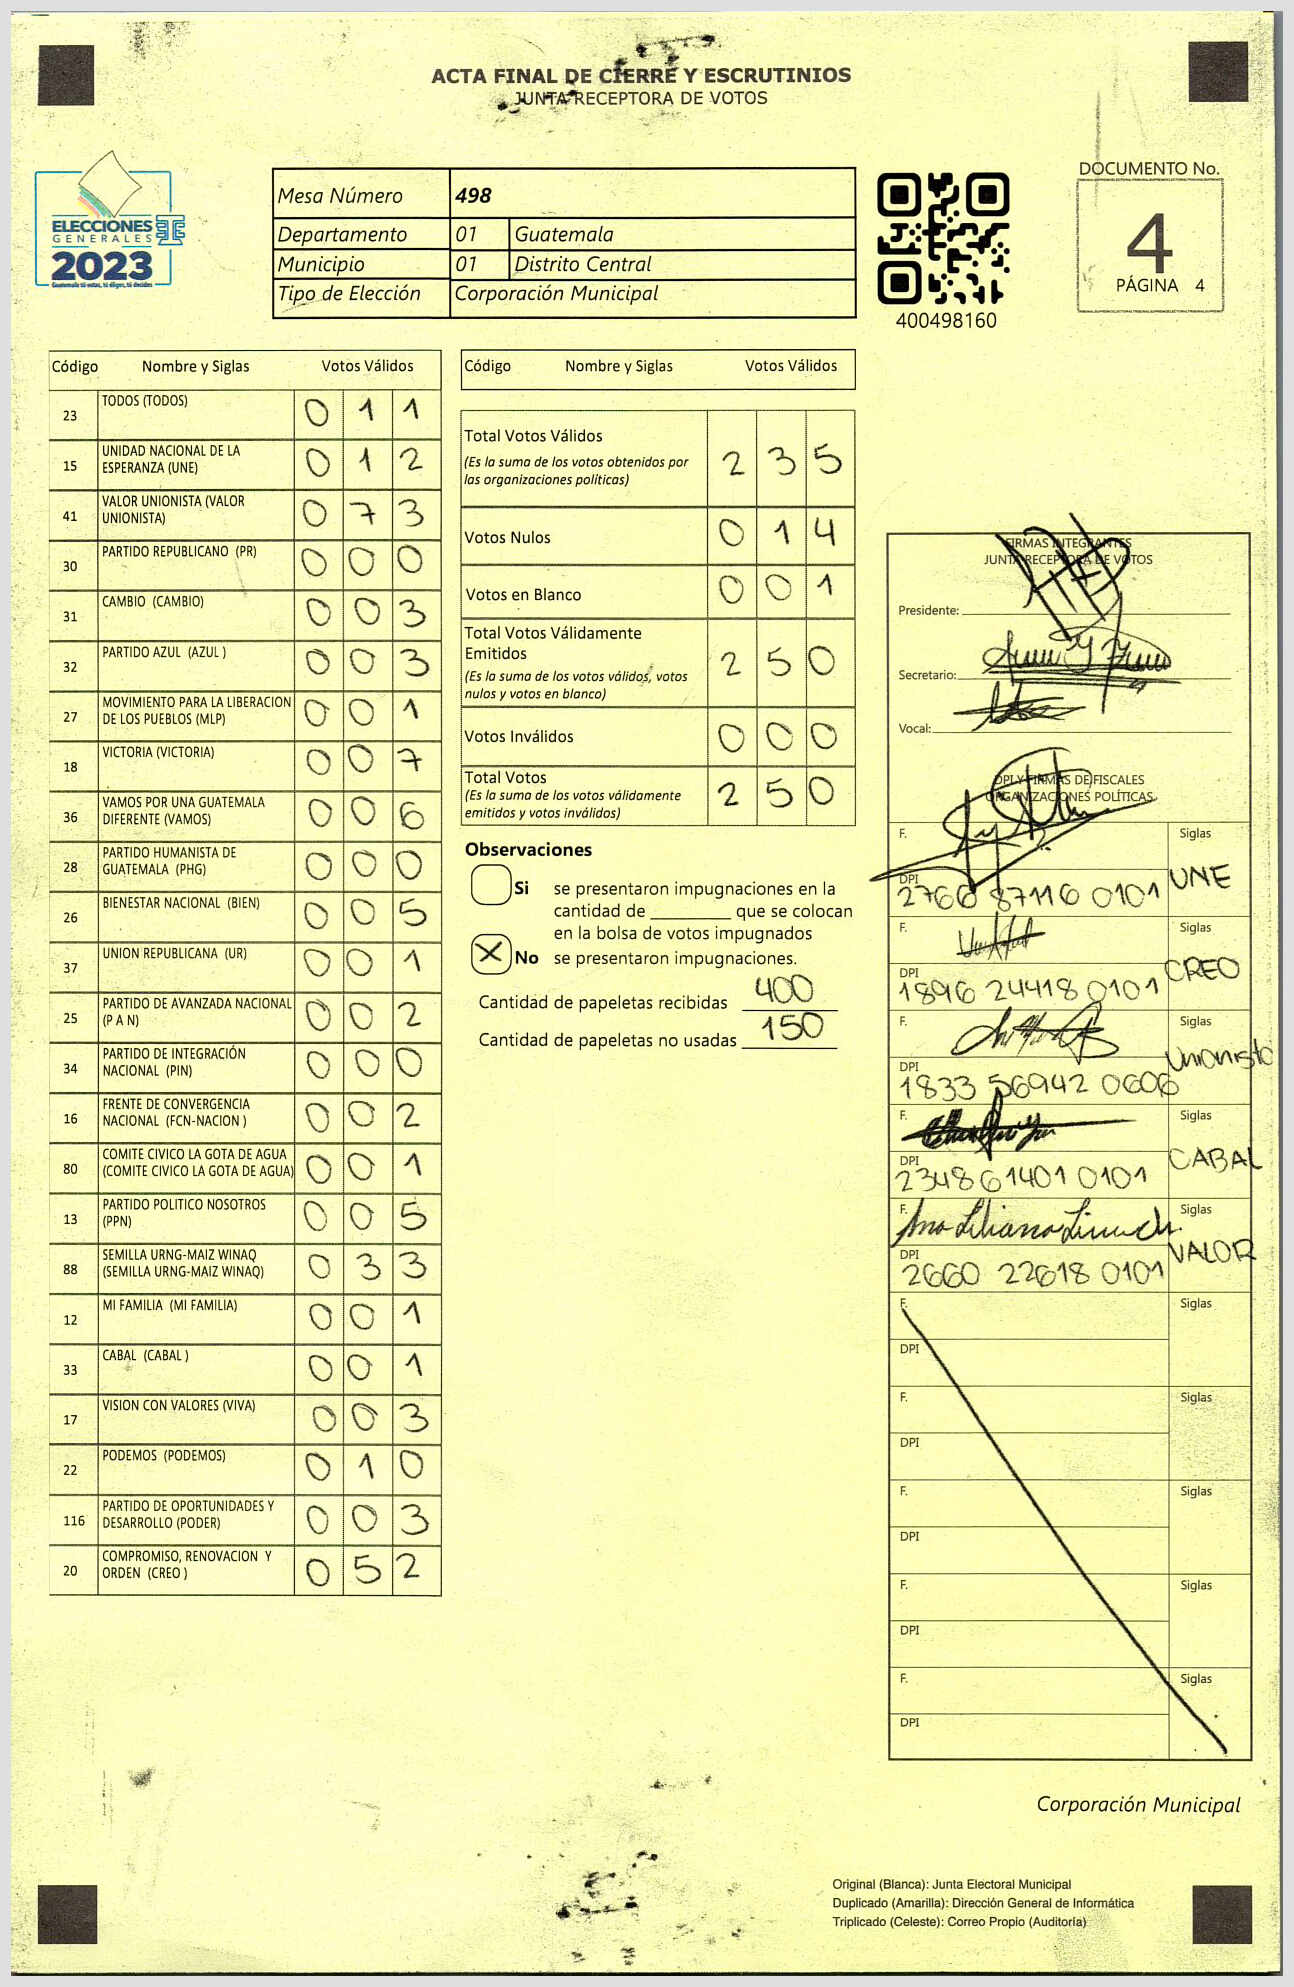 ACTA FINAL DE CIERRE Y ESCRUTINIOS
JUNTA RECEPTORA DE VOTOS
ELECCIONES
GENERALES
2023
Guatemala tú votas, tú eliges, tú decides
Mesa Número 498
Departamento 01 Guatemala
Municipio 01 Distrito Central
Tipo de Elección Corporación Municipal
400498160
DOCUMENTO No.
4
PÁGINA 4
Código Nombre y Siglas Votos Válidos
23 TODOS (TODOS) 0 1 1
15 UNIDAD NACIONAL DE LA
ESPERANZA (UNE) 0 1 2
41 VALOR UNIONISTA (VALOR
UNIONISTA) 0 7 3
30 PARTIDO REPUBLICANO (PR) 0 0 0
31 CAMBIO (CAMBIO) 0 0 3
32 PARTIDO AZUL (AZUL ) 0 0 3
27 MOVIMIENTO PARA LA LIBERACION
DE LOS PUEBLOS (MLP) 0 0 1
18 VICTORIA (VICTORIA) 0 0 7
36 VAMOS POR UNA GUATEMALA
DIFERENTE (VAMOS) 0 0 6
28 PARTIDO HUMANISTA DE
GUATEMALA (PHG) 0 0 0
26 BIENESTAR NACIONAL (BIEN) 0 0 5
37 UNION REPUBLICANA (UR) 0 0 1
25 PARTIDO DE AVANZADA NACIONAL
(P A N) 0 0 2
34 PARTIDO DE INTEGRACIÓN
NACIONAL (PIN) 0 0 0
16 FRENTE DE CONVERGENCIA
NACIONAL (FCN-NACION ) 0 0 2
80 COMITE CIVICO LA GOTA DE AGUA
(COMITE CIVICO LA GOTA DE AGUA) 0 0 1
13 PARTIDO POLITICO NOSOTROS
(PPN) 0 0 5
88 SEMILLA URNG-MAIZ WINAQ
(SEMILLA URNG-MAIZ WINAQ) 0 3 3
12 MI FAMILIA (MI FAMILIA) 0 0 1
33 CABAL (CABAL ) 0 0 1
17 VISION CON VALORES (VIVA) 0 0 3
22 PODEMOS (PODEMOS) 0 1 0
116 PARTIDO DE OPORTUNIDADES Y
DESARROLLO (PODER) 0 0 3
20 COMPROMISO, RENOVACION Y
ORDEN (CREO ) 0 5 2
Código Nombre y Siglas Votos Válidos
Total Votos Válidos
(Es la suma de los votos obtenidos por
las organizaciones políticas) 2 3 5
Votos Nulos 0 1 4
Votos en Blanco 0 0 1
Total Votos Válidamente
Emitidos
(Es la suma de los votos válidos, votos
nulos y votos en blanco) 2 5 0
Votos Inválidos 0 0 0
Total Votos
(Es la suma de los votos válidamente
emitidos y votos inválidos) 2 5 0
Observaciones
Si se presentaron impugnaciones en la
cantidad de ________ que se colocan
en la bolsa de votos impugnados
X No se presentaron impugnaciones.
Cantidad de papeletas recibidas 400
Cantidad de papeletas no usadas 150
FIRMAS INTEGRANTES
JUNTA RECEPTORA DE VOTOS
Presidente:
Secretario:
Vocal:
DPI Y FIRMAS DE FISCALES
ORGANIZACIONES POLÍTICAS
F. Siglas
DPI 2766 87116 0101 UNE
F. Siglas
DPI 1896 24418 0101 CREO
F. Siglas
DPI 1833 56942 0606 Unionista
F. Siglas
DPI 2348 61401 0101 CABAL
F. Siglas
DPI 2660 22618 0101 VALOR
F. Siglas
DPI
F. Siglas
DPI
F. Siglas
DPI
F. Siglas
DPI
F. Siglas
DPI
Corporación Municipal
Original (Blanca): Junta Electoral Municipal
Duplicado (Amarilla): Dirección General de Informática
Triplicado (Celeste): Correo Propio (Auditoría)